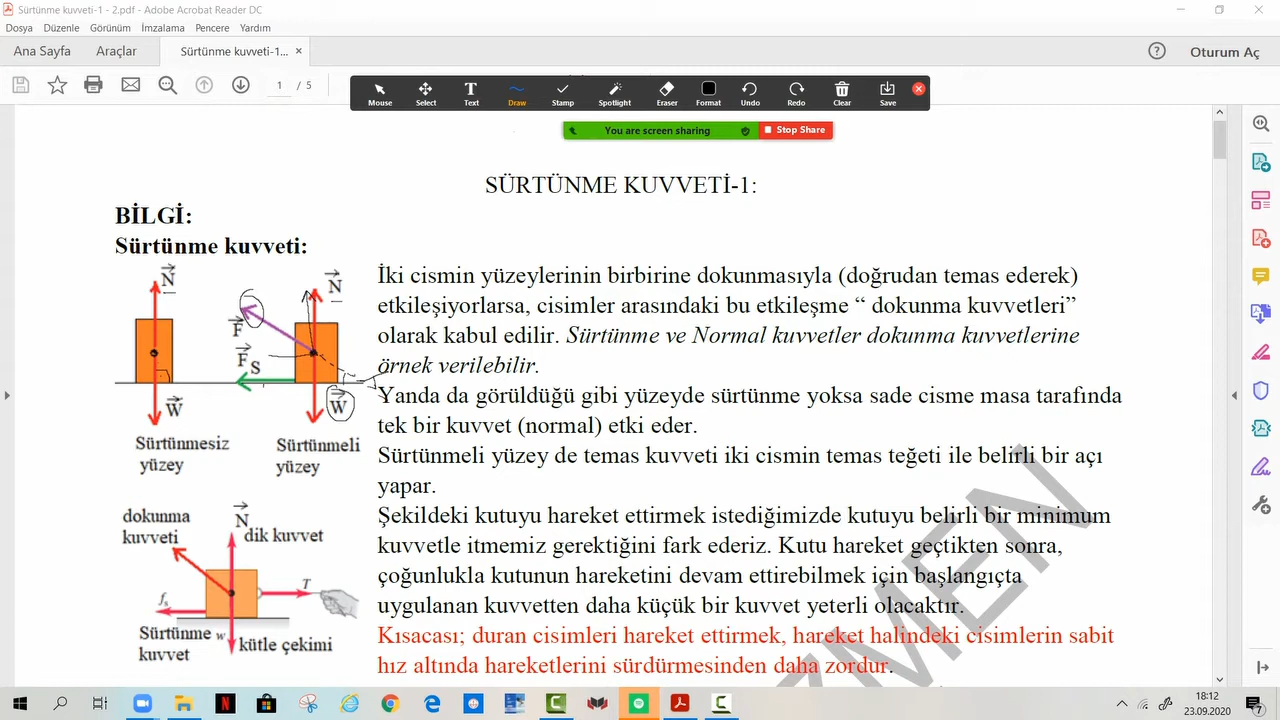 Sürtünme kuvveti-1 - 2.pdf - Adobe Acrobat Reader DC
Dosya Düzenle Görünüm İmzalama Pencere Yardım
Ana Sayfa Araçlar Sürtünme kuvveti-1... × Oturum Aç
1 / 5
Mouse Select Text Draw Stamp Spotlight Eraser Format Undo Redo Clear Save
You are screen sharing Stop Share
SÜRTÜNME KUVVETİ-1:
BİLGİ:
Sürtünme kuvveti:
N
N
F
F S
W
W
Sürtünmesiz yüzey
Sürtünmeli yüzey
İki cismin yüzeylerinin birbirine dokunmasıyla (doğrudan temas ederek)
etkileşiyorlarsa, cisimler arasındaki bu etkileşme “ dokunma kuvvetleri”
olarak kabul edilir. Sürtünme ve Normal kuvvetler dokunma kuvvetlerine
örnek verilebilir.
Yanda da görüldüğü gibi yüzeyde sürtünme yoksa sade cisme masa tarafında
tek bir kuvvet (normal) etki eder.
Sürtünmeli yüzey de temas kuvveti iki cismin temas teğeti ile belirli bir açı
yapar.
Şekildeki kutuyu hareket ettirmek istediğimizde kutuyu belirli bir minimum
kuvvetle itmemiz gerektiğini fark ederiz. Kutu hareket geçtikten sonra,
çoğunlukla kutunun hareketini devam ettirebilmek için başlangıçta
uygulanan kuvvetten daha küçük bir kuvvet yeterli olacaktır.
Kısacası; duran cisimleri hareket ettirmek, hareket halindeki cisimlerin sabit
hız altında hareketlerini sürdürmesinden daha zordur.
dokunma kuvveti
N
dik kuvvet
T
fs
Sürtünme kuvvet
w
kütle çekimi
18:12
23.09.2020
7